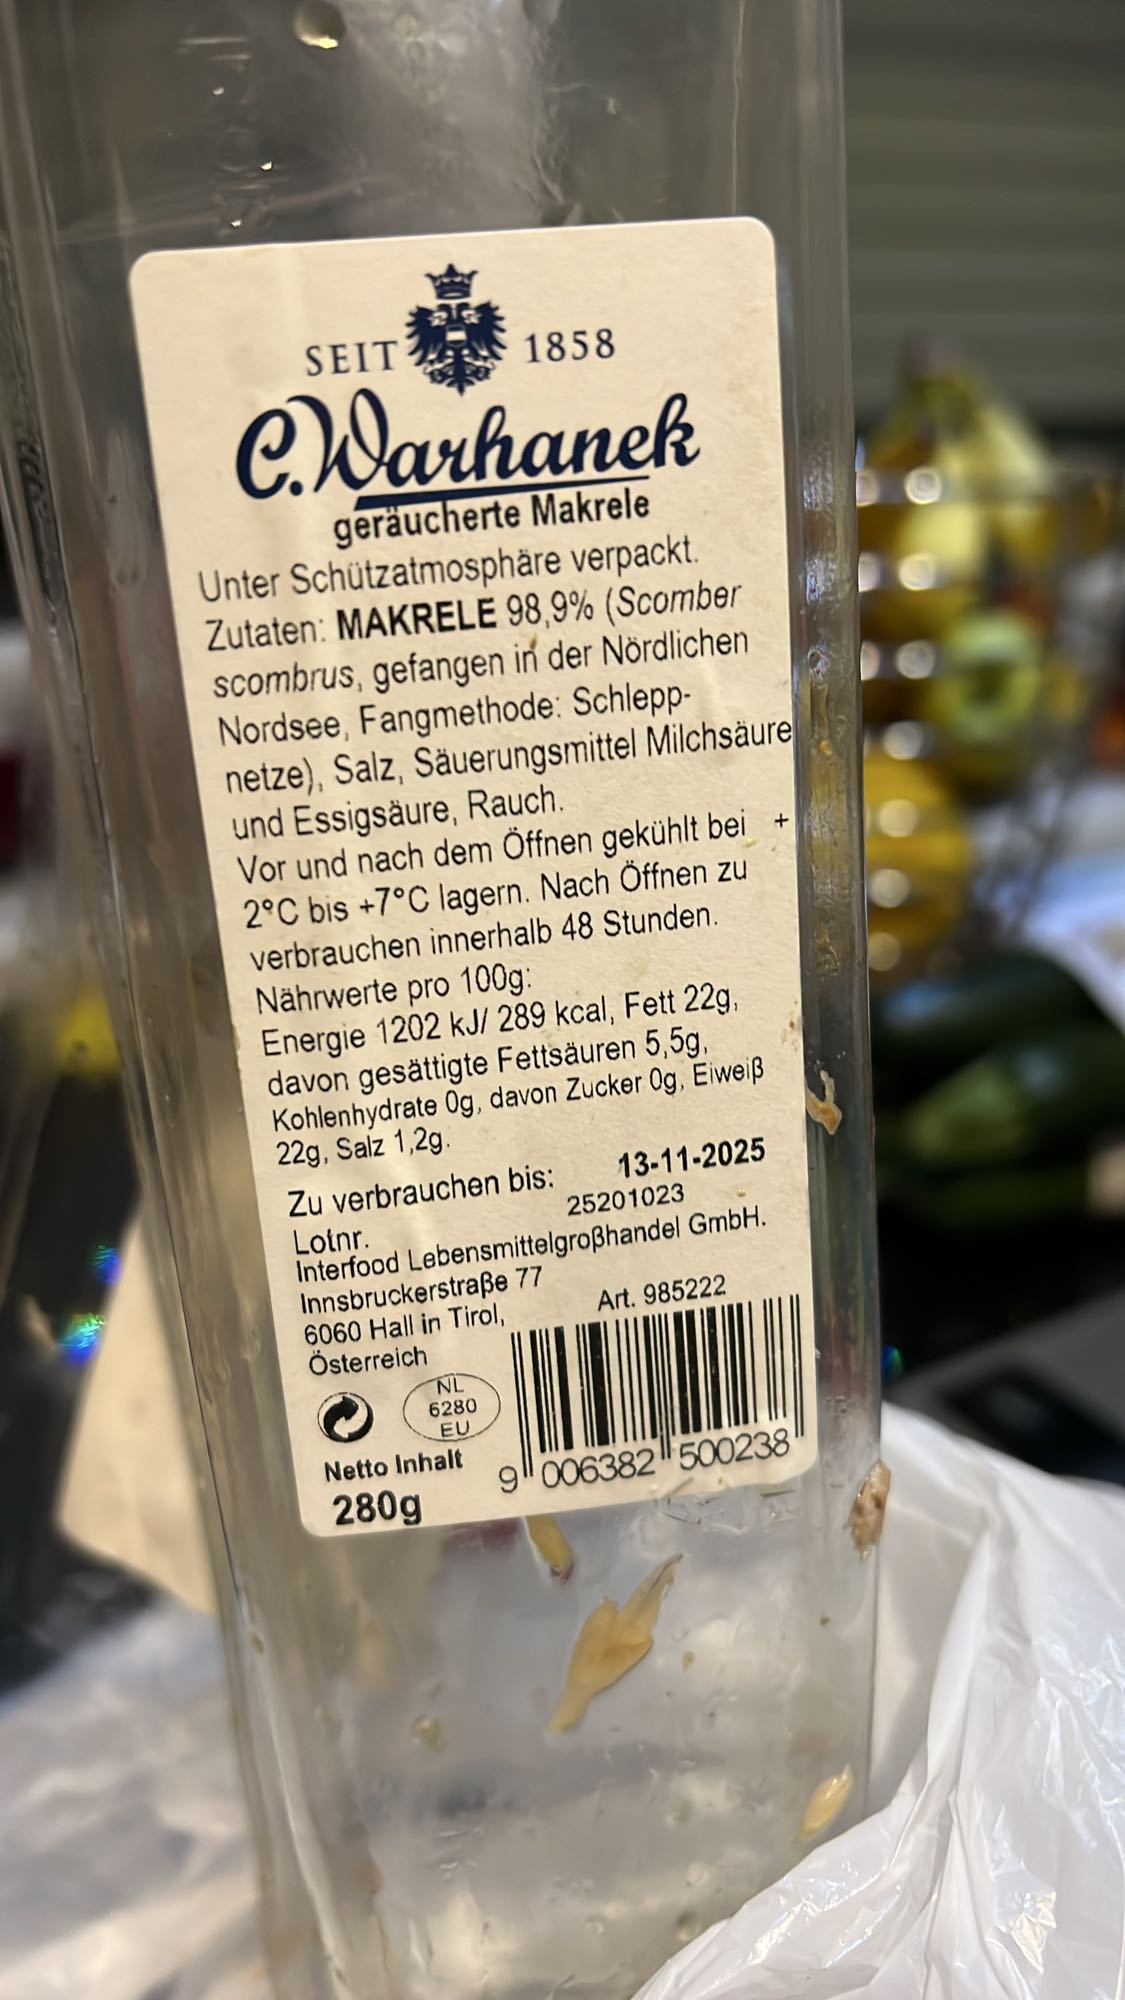 SEIT 1858
C.Warhanek
geräucherte Makrele
Unter Schützatmosphäre verpackt.
Zutaten: MAKRELE 98,9% (Scomber
scombrus, gefangen in der Nördlichen
Nordsee, Fangmethode: Schlepp-
netze), Salz, Säuerungsmittel Milchsäure
und Essigsäure, Rauch.
Vor und nach dem Öffnen gekühlt bei +
2°C bis +7°C lagern. Nach Öffnen zu
verbrauchen innerhalb 48 Stunden.
Nährwerte pro 100g:
Energie 1202 kJ/ 289 kcal, Fett 22g,
davon gesättigte Fettsäuren 5,5g,
Kohlenhydrate 0g, davon Zucker 0g, Eiweiß
22g, Salz 1,2g.
Zu verbrauchen bis: 13-11-2025
Lotnr. 25201023
Interfood Lebensmittelgroßhandel GmbH.
Innsbruckerstraße 77
6060 Hall in Tirol, Art. 985222
Österreich
NL
6280
EU
Netto Inhalt
280g
9 006382 500238